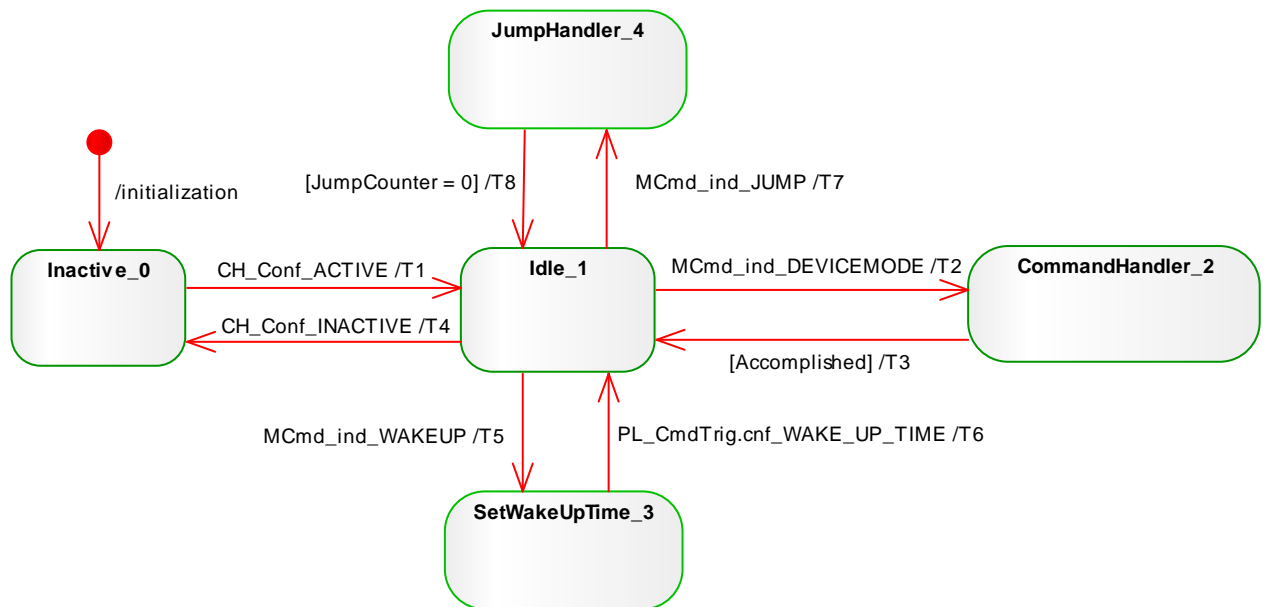 JumpHandler_4
/initialization
[JumpCounter = 0] /T8
MCmd_ind_JUMP /T7
Inactive_0
CH_Conf_ACTIVE /T1
Idle_1
MCmd_ind_DEVICEMODE /T2
CommandHandler_2
CH_Conf_INACTIVE /T4
[Accomplished] /T3
MCmd_ind_WAKEUP /T5
PL_CmdTrig.cnf_WAKE_UP_TIME /T6
SetWakeUpTime_3